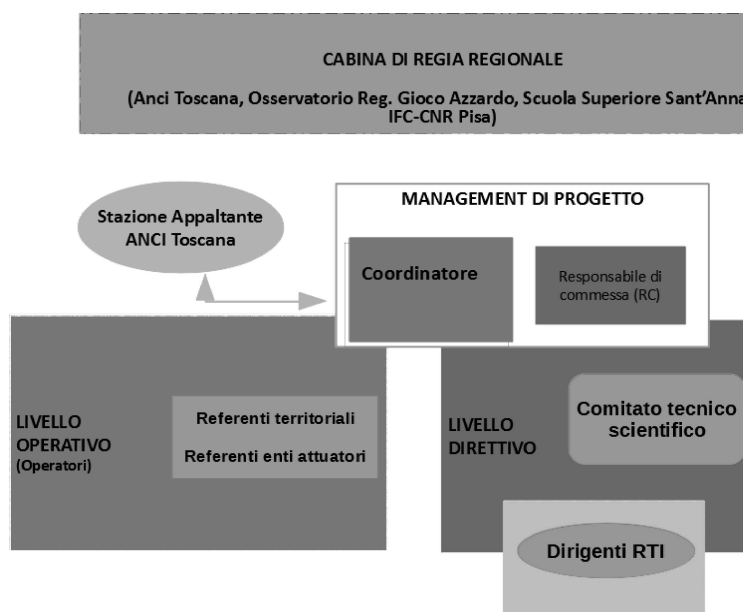 CABINA DI REGIA REGIONALE
(Anci Toscana, Osservatorio Reg. Gioco Azzardo, Scuola Superiore Sant'Anna
IFC-CNR Pisa)
Stazione Appaltante
ANCI Toscana
MANAGEMENT DI PROGETTO
Coordinatore
Responsabile di
commessa (RC)
LIVELLO
OPERATIVO
(Operatori)
Referenti territoriali
Referenti enti attuatori
LIVELLO
DIRETTIVO
Comitato tecnico
scientifico
Dirigenti RTI